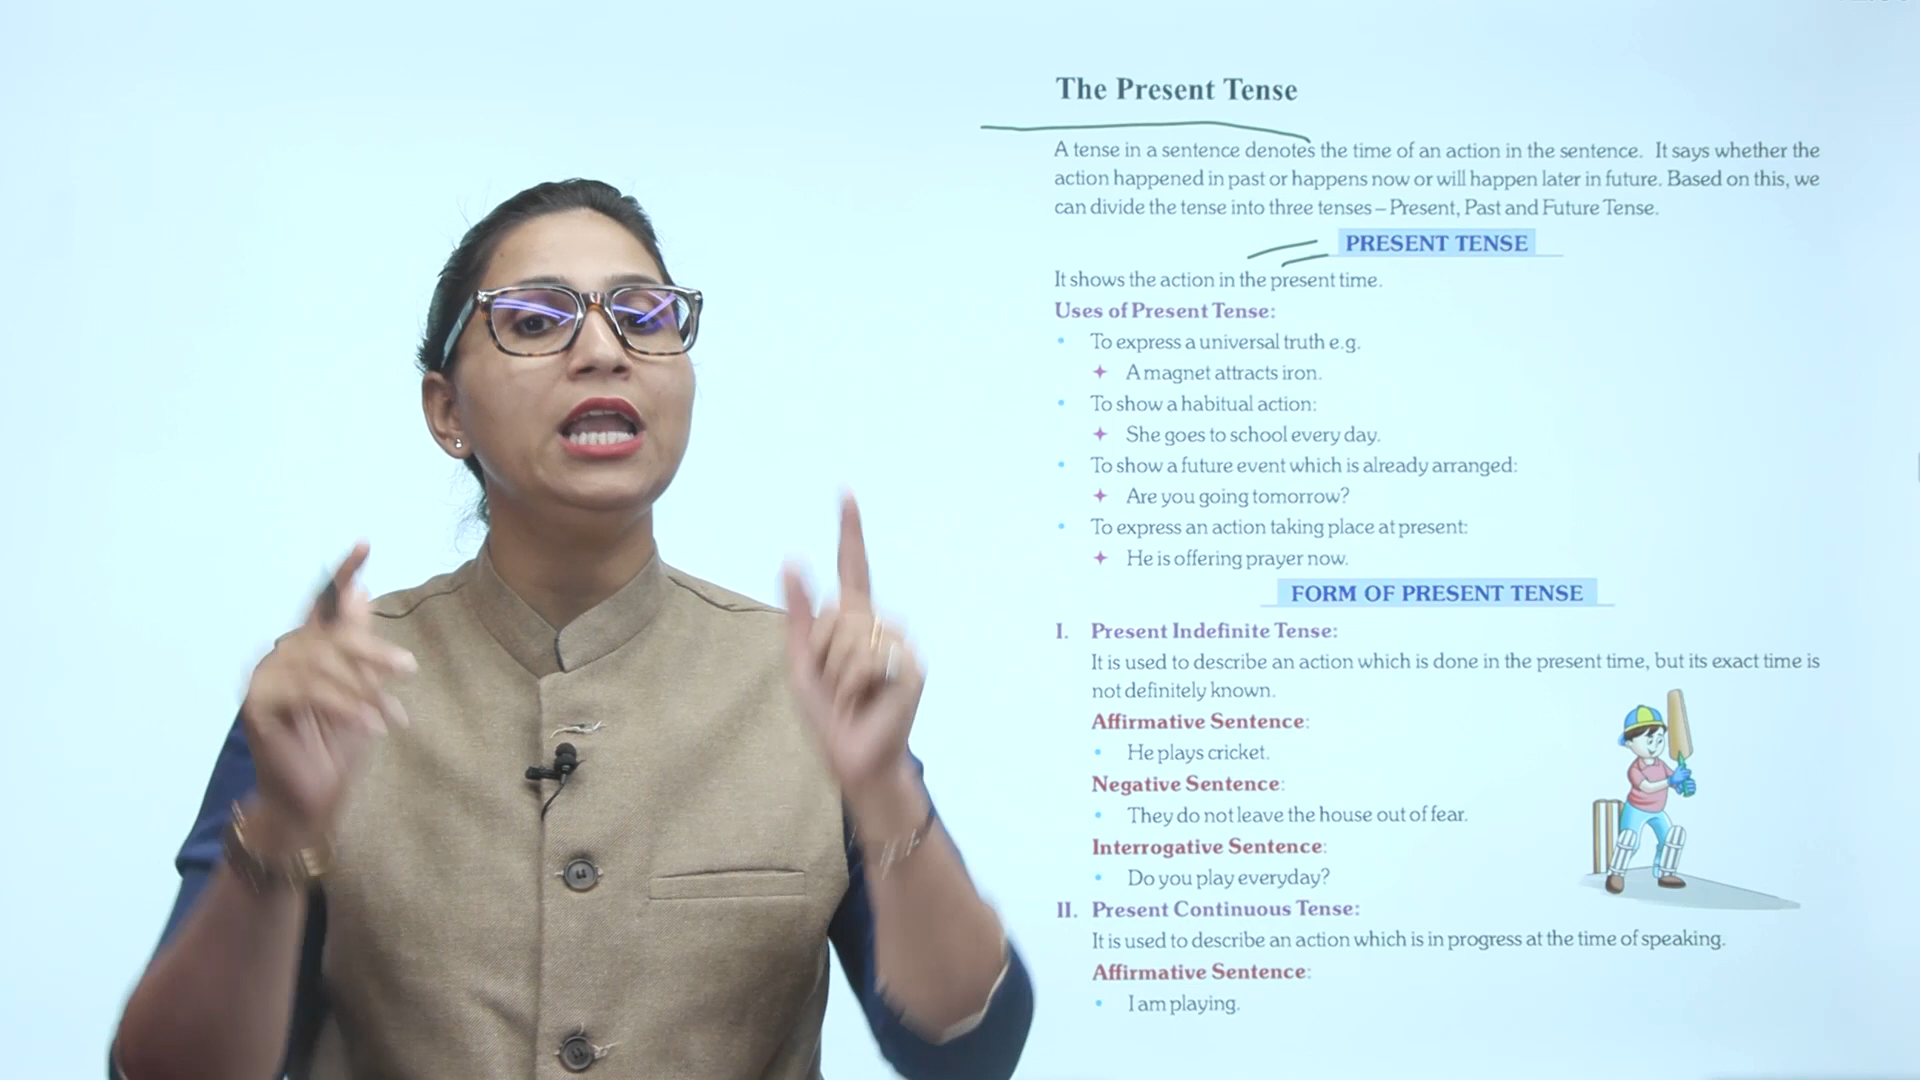 The Present Tense
A tense in a sentence denotes the time of an action in the sentence. It says whether the
action happened in past or happens now or will happen later in future. Based on this, we
can divide the tense into three tenses – Present, Past and Future Tense.
PRESENT TENSE
It shows the action in the present time.
Uses of Present Tense:
• To express a universal truth e.g.
✦ A magnet attracts iron.
• To show a habitual action:
✦ She goes to school every day.
• To show a future event which is already arranged:
✦ Are you going tomorrow?
• To express an action taking place at present:
✦ He is offering prayer now.
FORM OF PRESENT TENSE
I. Present Indefinite Tense:
It is used to describe an action which is done in the present time, but its exact time is
not definitely known.
Affirmative Sentence:
• He plays cricket.
Negative Sentence:
• They do not leave the house out of fear.
Interrogative Sentence:
• Do you play everyday?
II. Present Continuous Tense:
It is used to describe an action which is in progress at the time of speaking.
Affirmative Sentence:
• I am playing.